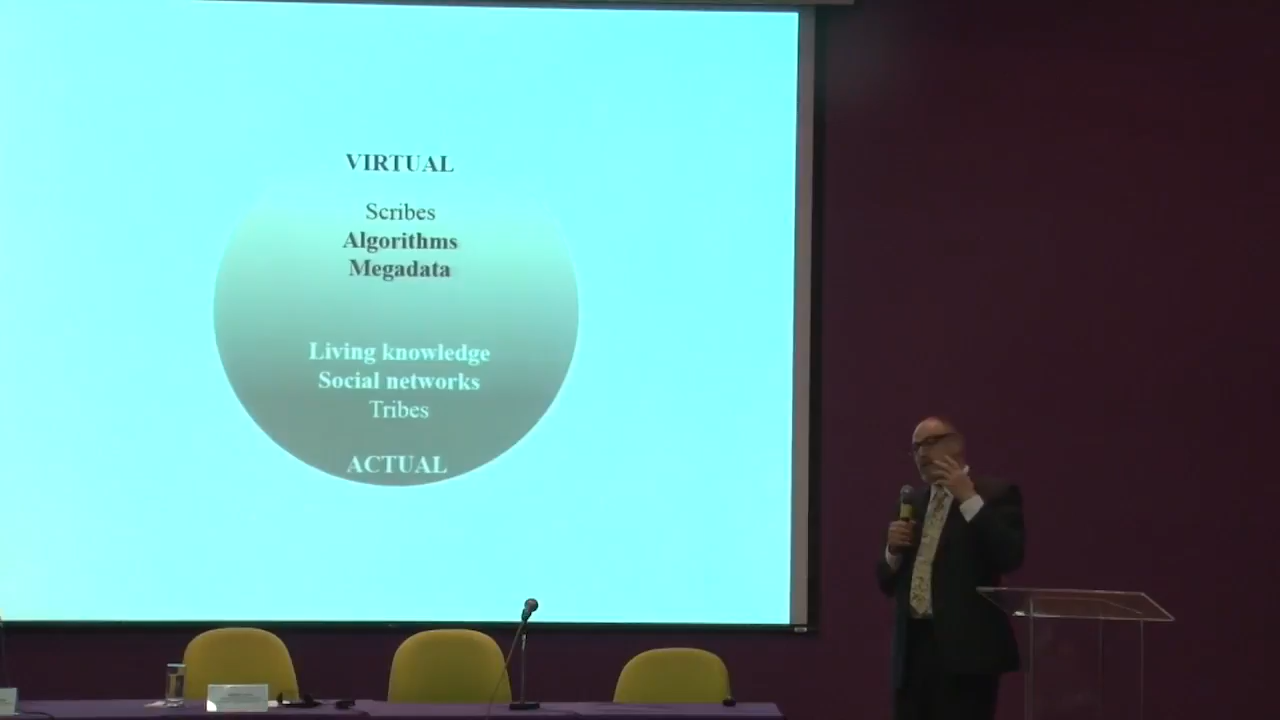 VIRTUAL
Scribes
Algorithms
Megadata
Living knowledge
Social networks
Tribes
ACTUAL